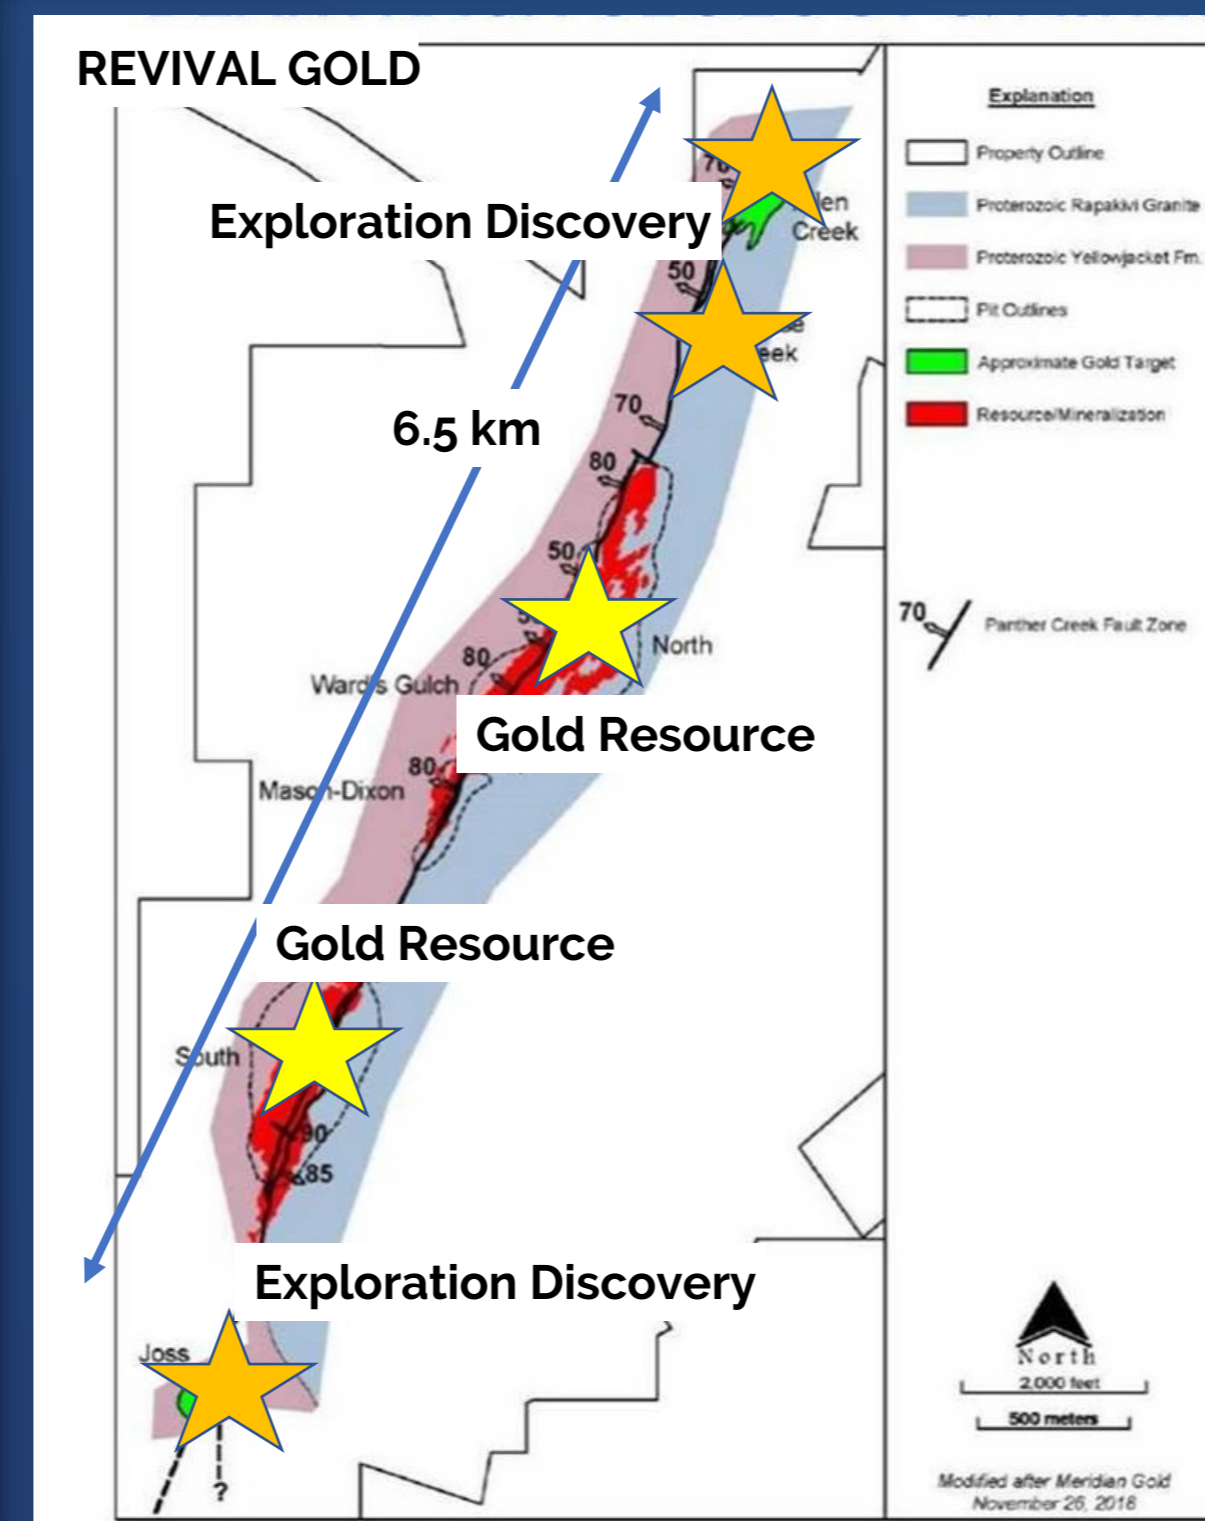 REVIVAL GOLD
Explanation
Property Outline
Proterozoic Rapakivi Granite
Proterozoic Yellowjacket Fm.
Pit Outlines
Approximate Gold Target
Resource/Mineralization
70
Panther Creek Fault Zone
70
Creek
Exploration Discovery
50
6.5 km
70
80
50
North
80
Ward's Gulch
Gold Resource
80
Mason-Dixon
Gold Resource
South
90
85
Exploration Discovery
Joss
?
North
2,000 feet
500 meters
Modified after Meridian Gold
November 26, 2018